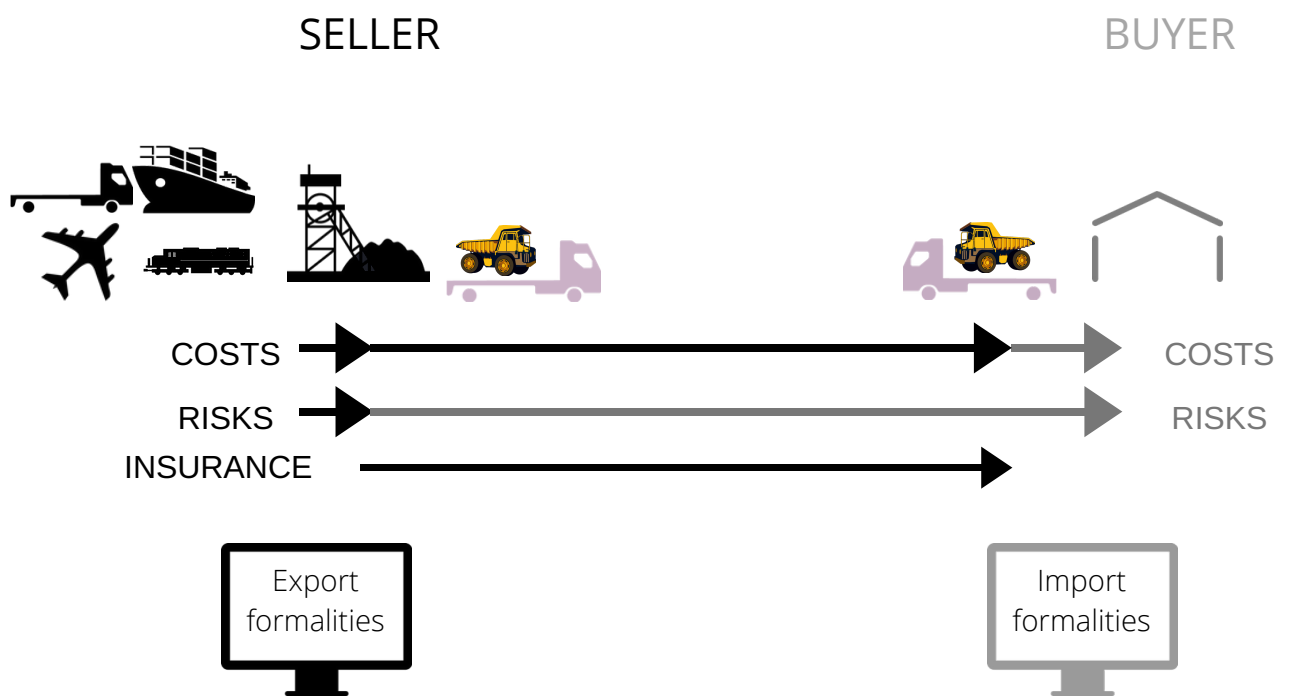 SELLER
BUYER
COSTS
COSTS
RISKS
RISKS
INSURANCE
Export
formalities
Import
formalities